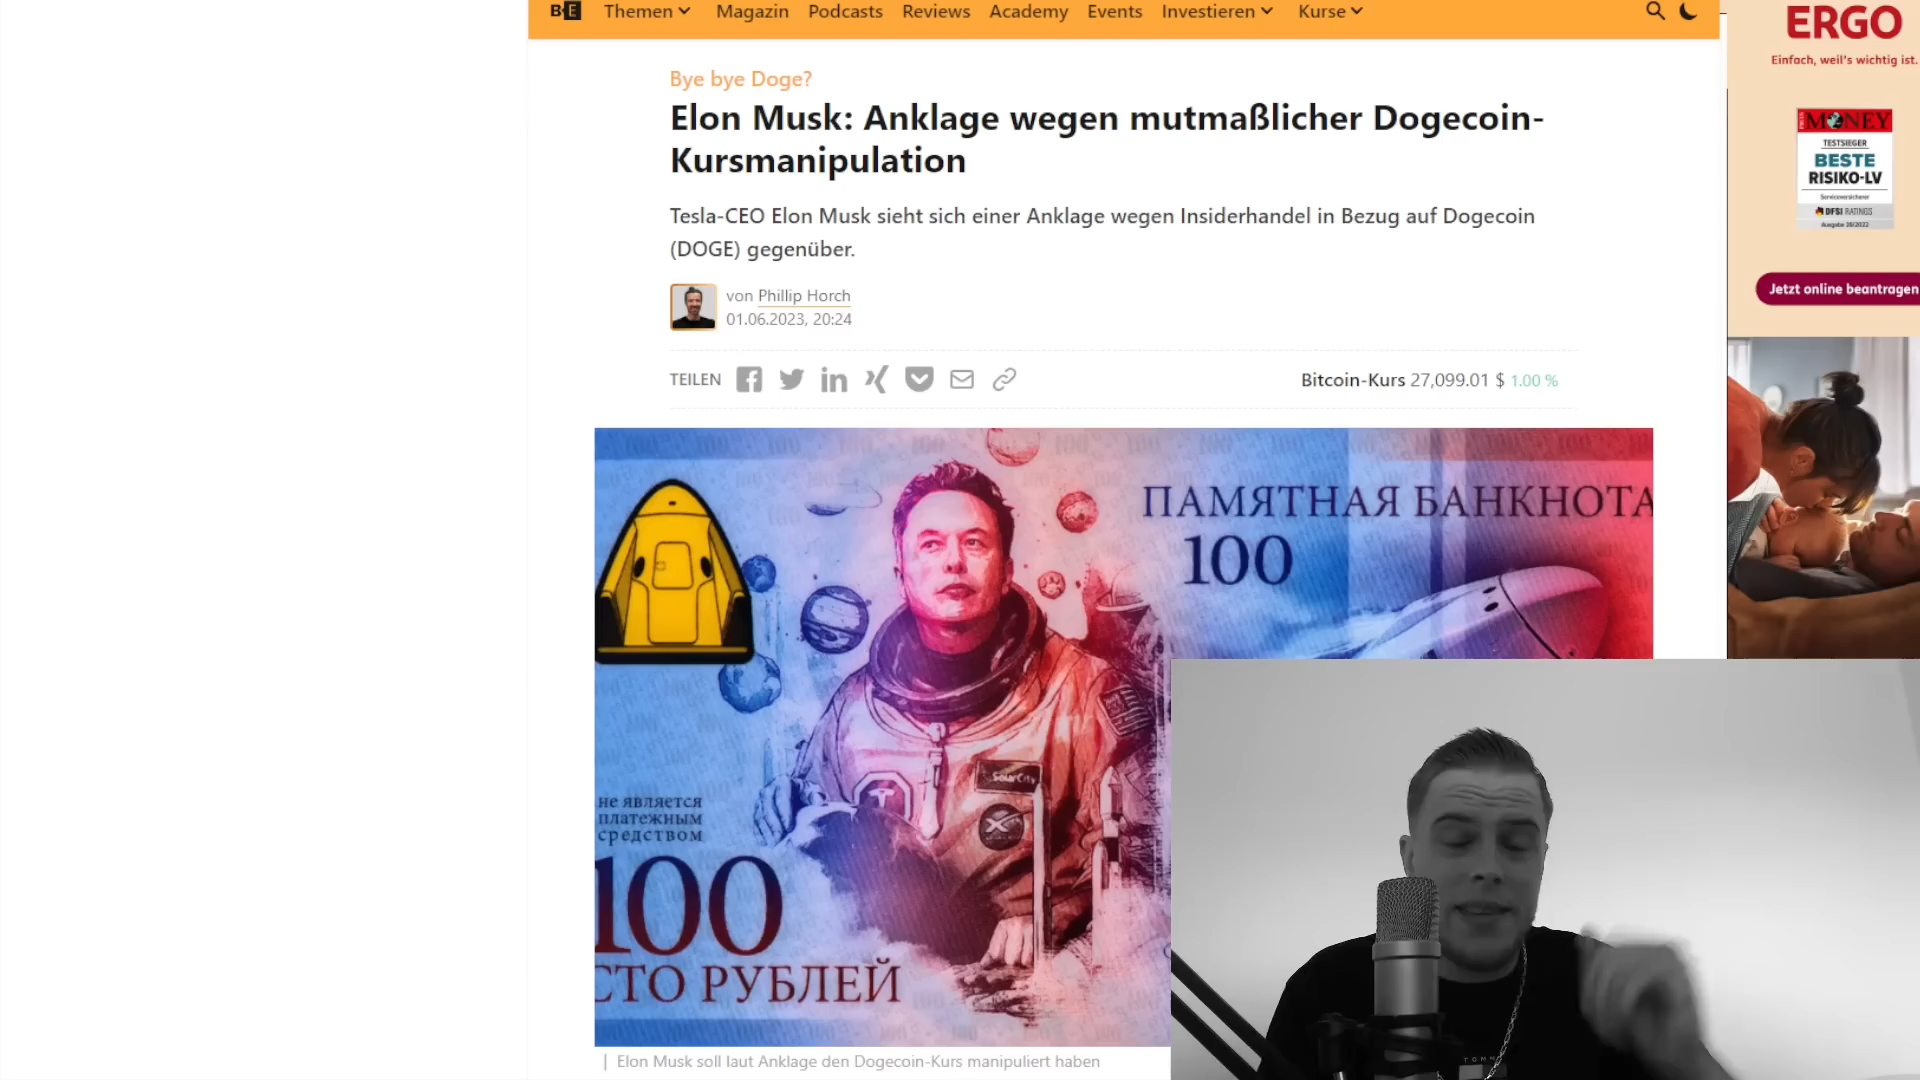 B E Themen Magazin Podcasts Reviews Academy Events Investieren Kurse
Bye bye Doge?
Elon Musk: Anklage wegen mutmaßlicher Dogecoin-
Kursmanipulation
Tesla-CEO Elon Musk sieht sich einer Anklage wegen Insiderhandel in Bezug auf Dogecoin
(DOGE) gegenüber.
von Phillip Horch
01.06.2023, 20:24
TEILEN
Bitcoin-Kurs 27,099.01 $ 1.00 %
ПАМЯТНАЯ БАНКНОТА
100
SolarCity
не является
платежным
средством
100
СТО РУБЛЕЙ
| Elon Musk soll laut Anklage den Dogecoin-Kurs manipuliert haben
ERGO
Einfach, weil's wichtig ist.
MONEY
TESTSIEGER
BESTE
RISIKO-LV
Serviceversicherer
DFSI RATINGS
Jetzt online beantragen
TOMM